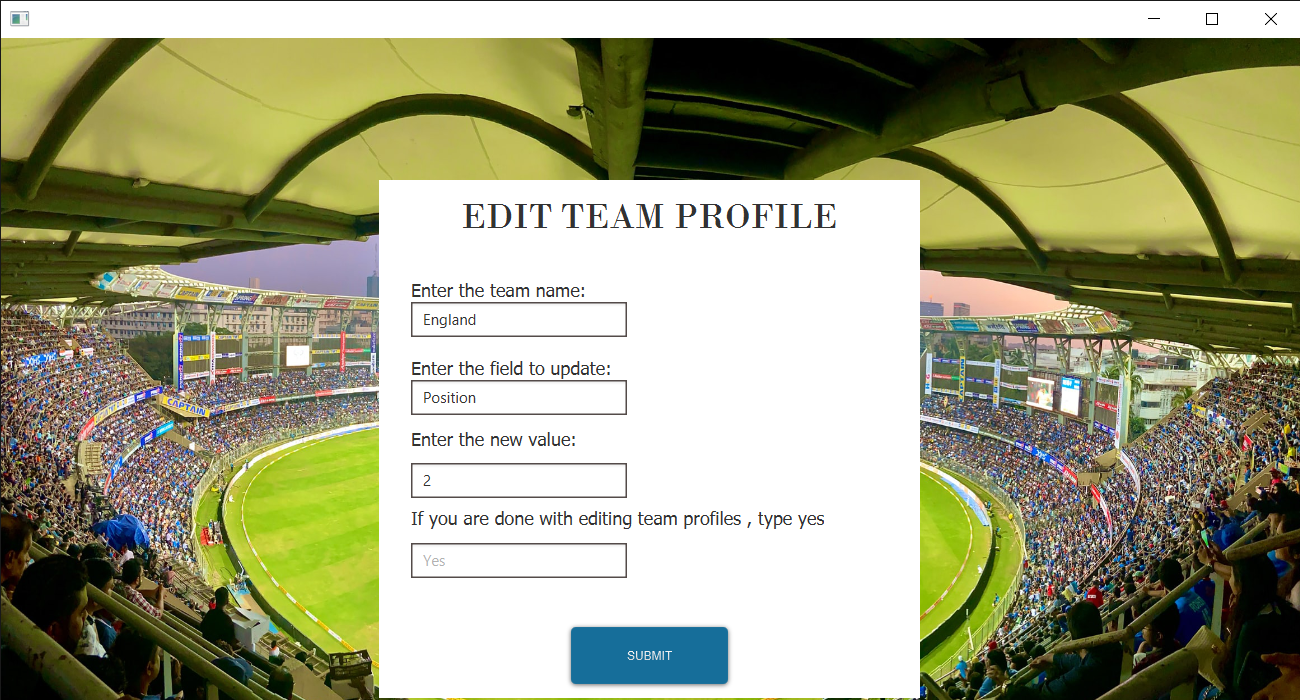 EDIT TEAM PROFILE
Enter the team name:
England
Enter the field to update:
Position
Enter the new value:
2
If you are done with editing team profiles , type yes
Yes
SUBMIT
CAPTAIN